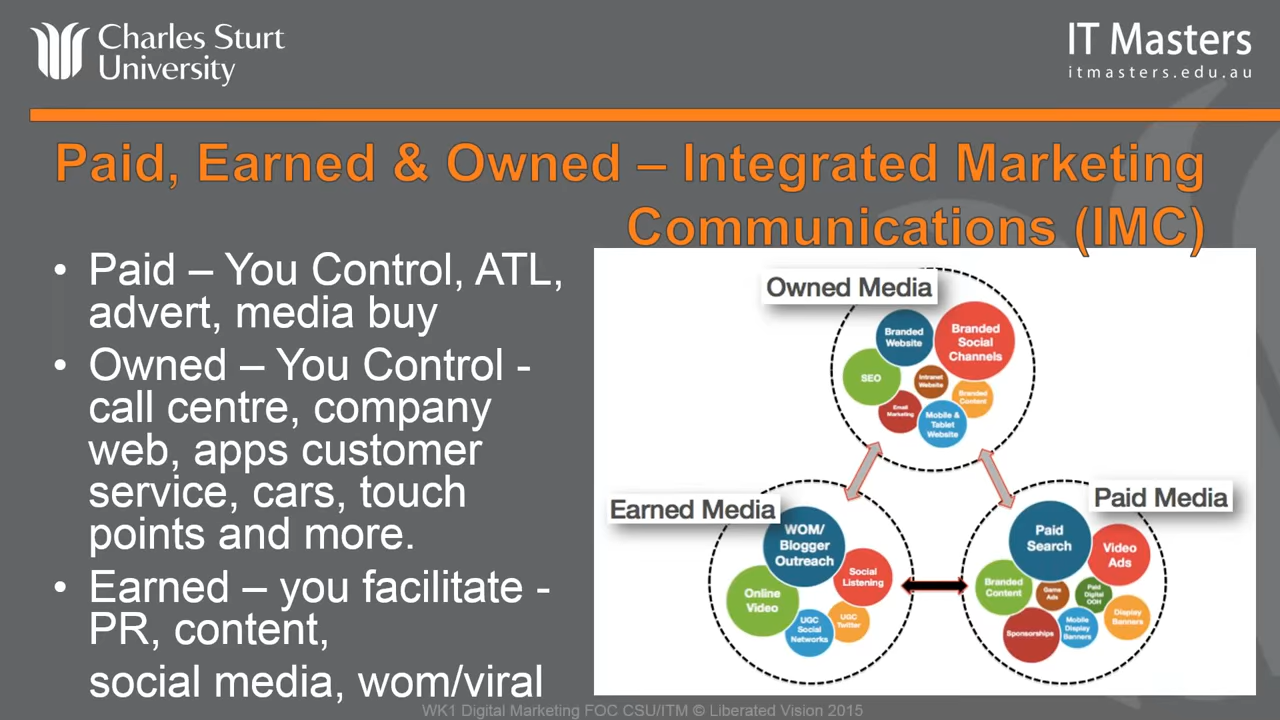 Charles Sturt
University
IT Masters
itmasters.edu.au
Paid, Earned & Owned – Integrated Marketing
Communications (IMC)
• Paid – You Control, ATL,
advert, media buy
• Owned – You Control -
call centre, company
web, apps customer
service, cars, touch
points and more.
• Earned – you facilitate -
PR, content,
social media, wom/viral
Owned Media
Branded
Website
Branded
Social
Channels
SEO
Intranet
Website
Branded
Content
Email
Marketing
Mobile &
Tablet
Website
Earned Media
WOM/
Blogger
Outreach
Social
Listening
Online
Video
UGC
Social
Networks
UGC
Twitter
Paid Media
Paid
Search
Video
Ads
Branded
Content
Game
Ads
Paid
Digital
OOH
Display
Banners
Mobile
Display
Banners
Sponsorships
WK1 Digital Marketing FOC CSU/ITM © Liberated Vision 2015